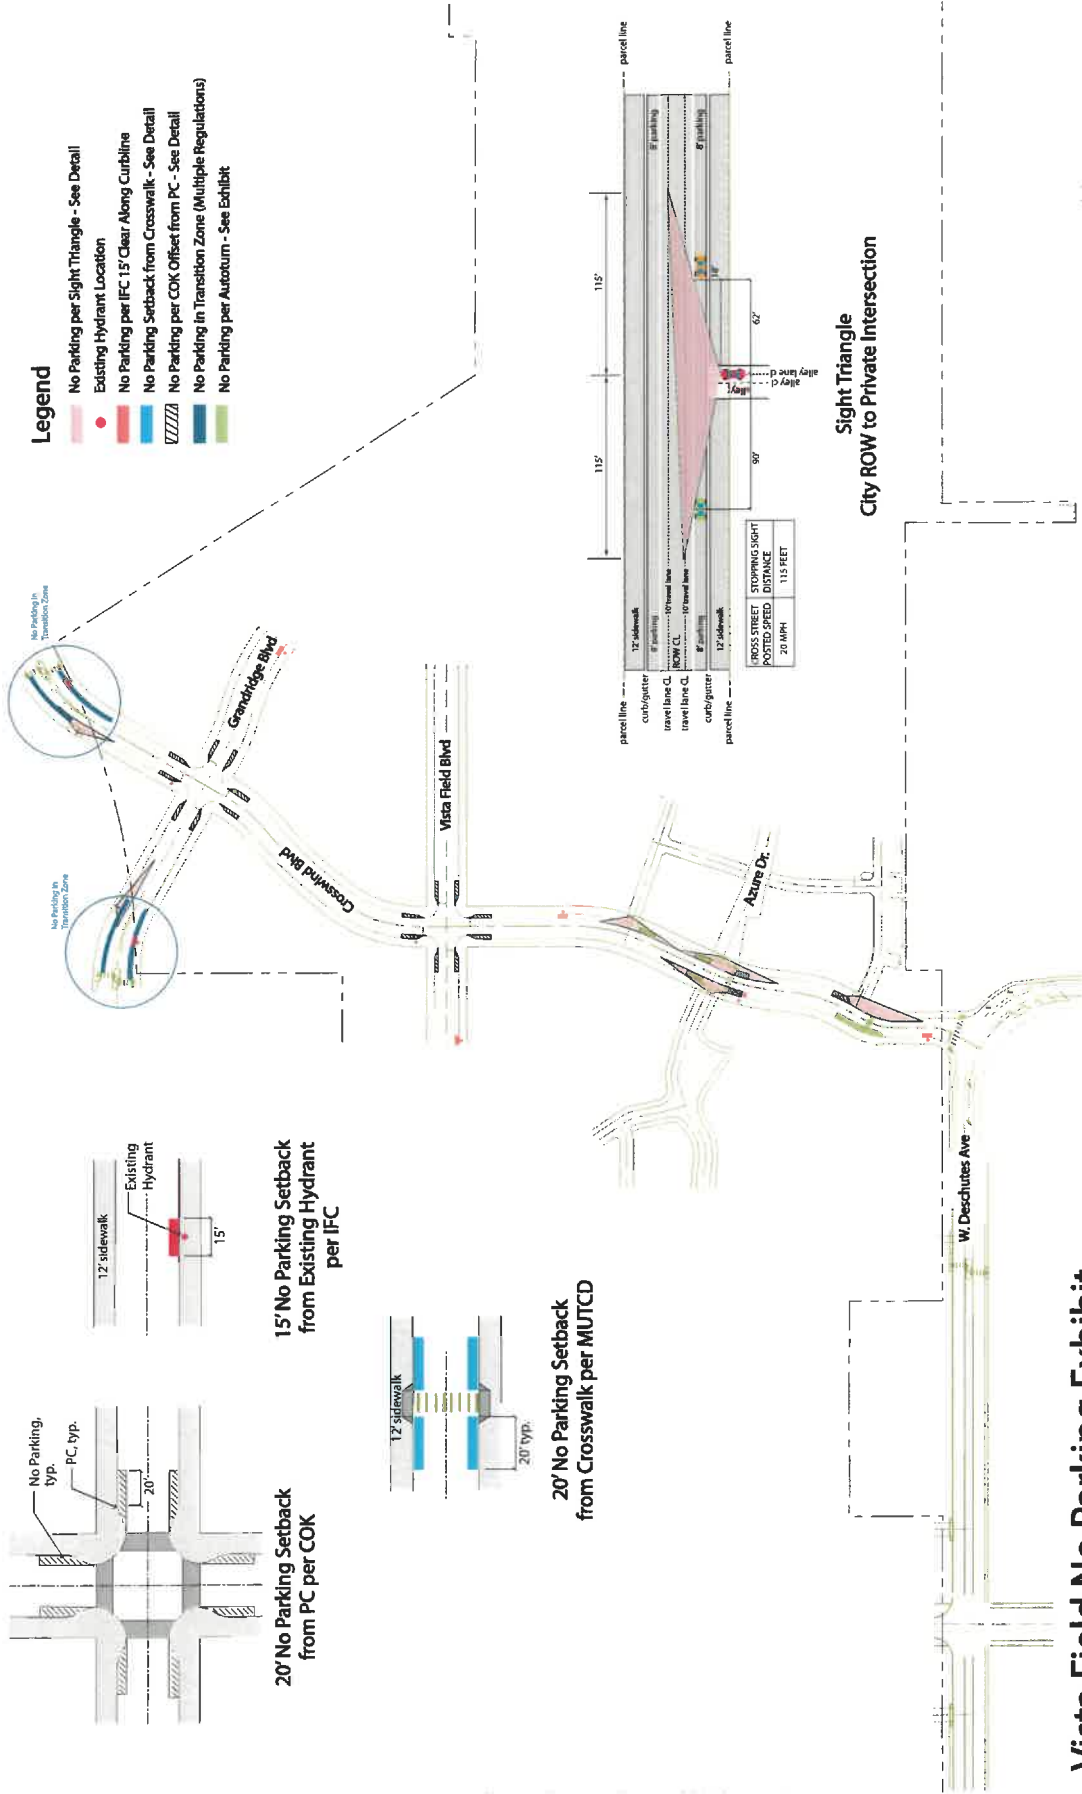 Legend
No Parking per Sight Triangle - See Detail
Existing Hydrant Location
No Parking per IFC 15' Clear Along Curbline
No Parking Setback from Crosswalk - See Detail
No Parking per COK Offset from PC - See Detail
No Parking in Transition Zone (Multiple Regulations)
No Parking per Autoturn - See Exhibit
No Parking,
typ.
PC, typ.
20'
20' No Parking Setback
from PC per COK
12' sidewalk
Existing
Hydrant
15'
15' No Parking Setback
from Existing Hydrant
per IFC
12' sidewalk
20' typ.
20' No Parking Setback
from Crosswalk per MUTCD
No Parking in
Transition Zone
No Parking in
Transition Zone
Grandridge Blvd
Crosswind Blvd
Vista Field Blvd
Azure Dr.
W. Deschutes Ave
115'
115'
parcel line
parcel line
12' sidewalk
curb/gutter
8' parking
8' parking
travel lane CL
10' travel lane
ROW CL
travel lane CL
10' travel lane
8' parking
8' parking
curb/gutter
12' sidewalk
parcel line
parcel line
90'
62'
alley
alley cl
alley lane cl
CROSS STREET
POSTED SPEED
STOPPING SIGHT
DISTANCE
20 MPH
115 FEET
Sight Triangle
City ROW to Private Intersection
Vista Field No Parking Exhibit